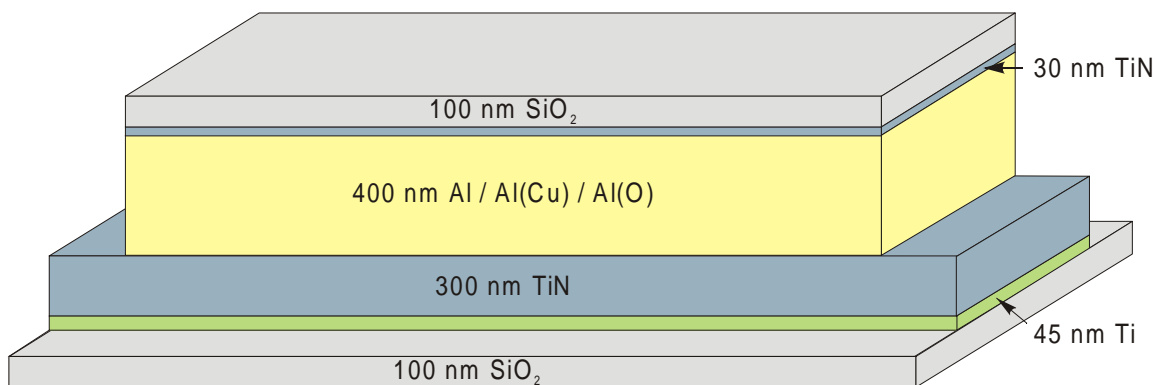 30 nm TiN
100 nm SiO₂
400 nm Al / Al(Cu) / Al(O)
300 nm TiN
45 nm Ti
100 nm SiO₂